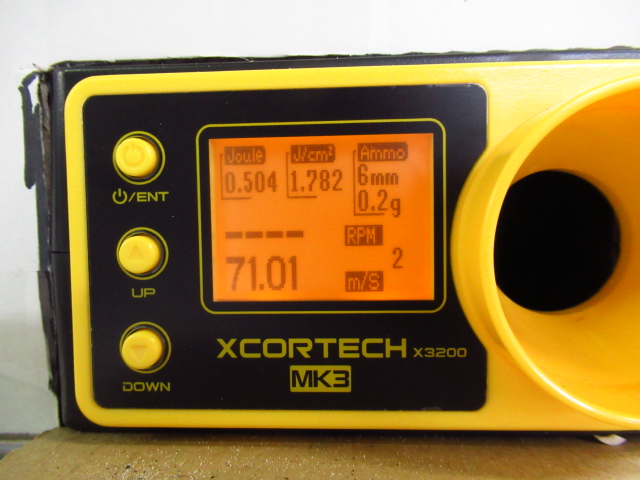 Joule J/cm² Ammo
0.504 1.782 6mm
0.2g
---- RPM
2
71.01 m/S
⏻/ENT
UP
DOWN
XCORTECH X3200
MK3